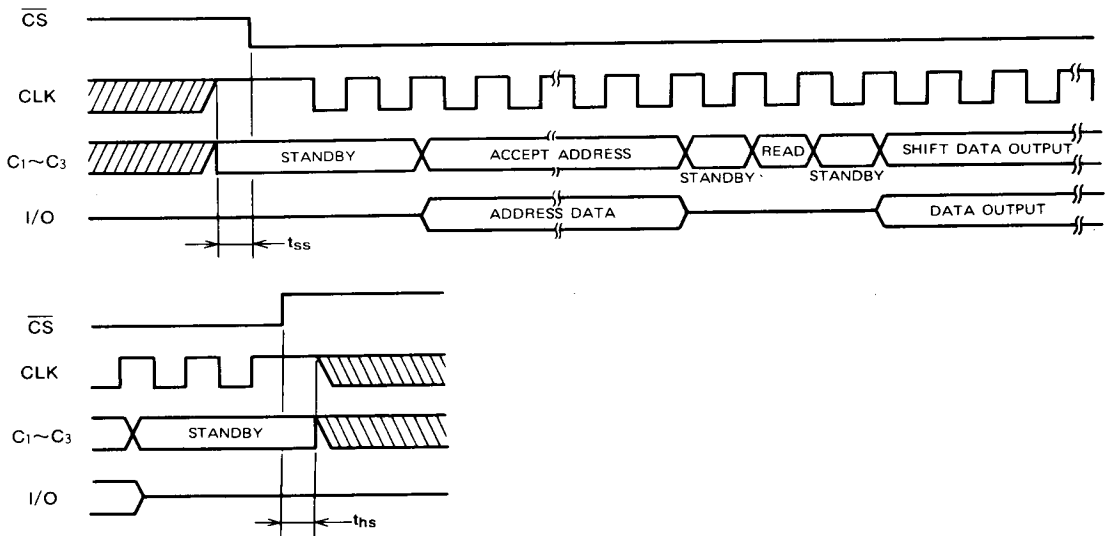 CS
CLK
C₁~C₃ STANDBY ACCEPT ADDRESS STANDBY READ STANDBY SHIFT DATA OUTPUT
I/O ADDRESS DATA DATA OUTPUT
tss
CS
CLK
C₁~C₃ STANDBY
I/O
ths